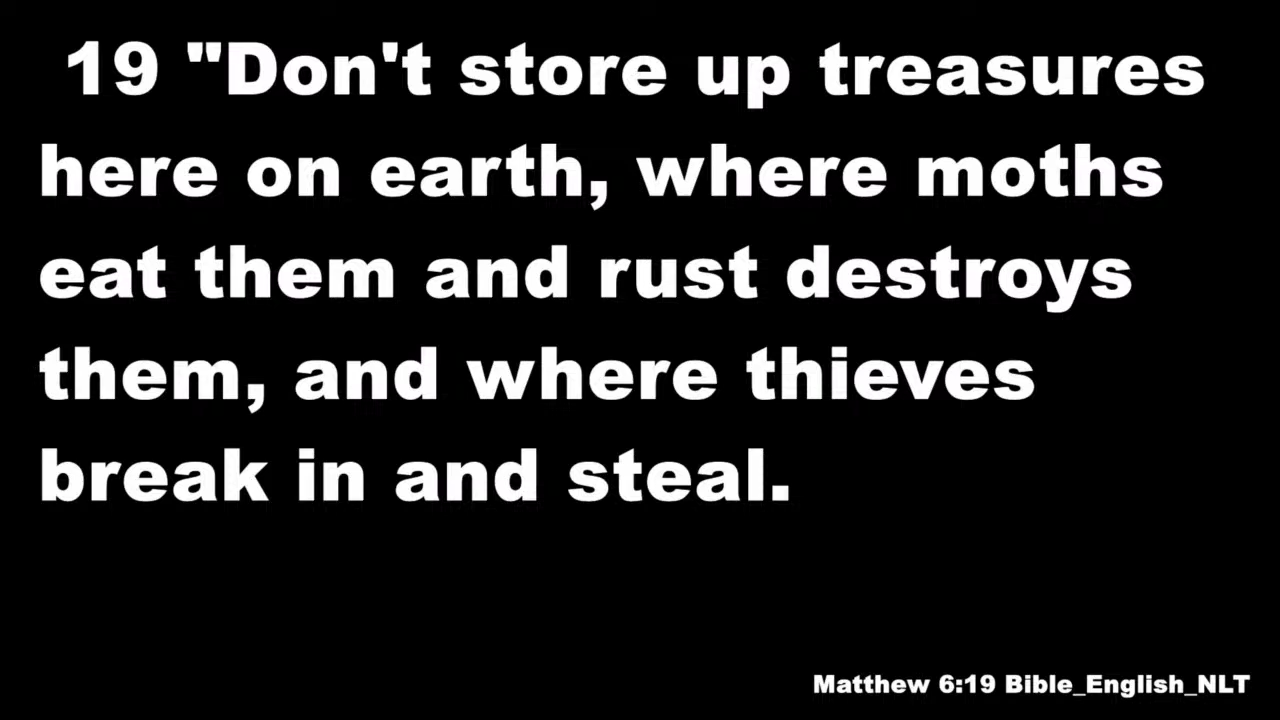 19 "Don't store up treasures
here on earth, where moths
eat them and rust destroys
them, and where thieves
break in and steal.
Matthew 6:19 Bible_English_NLT